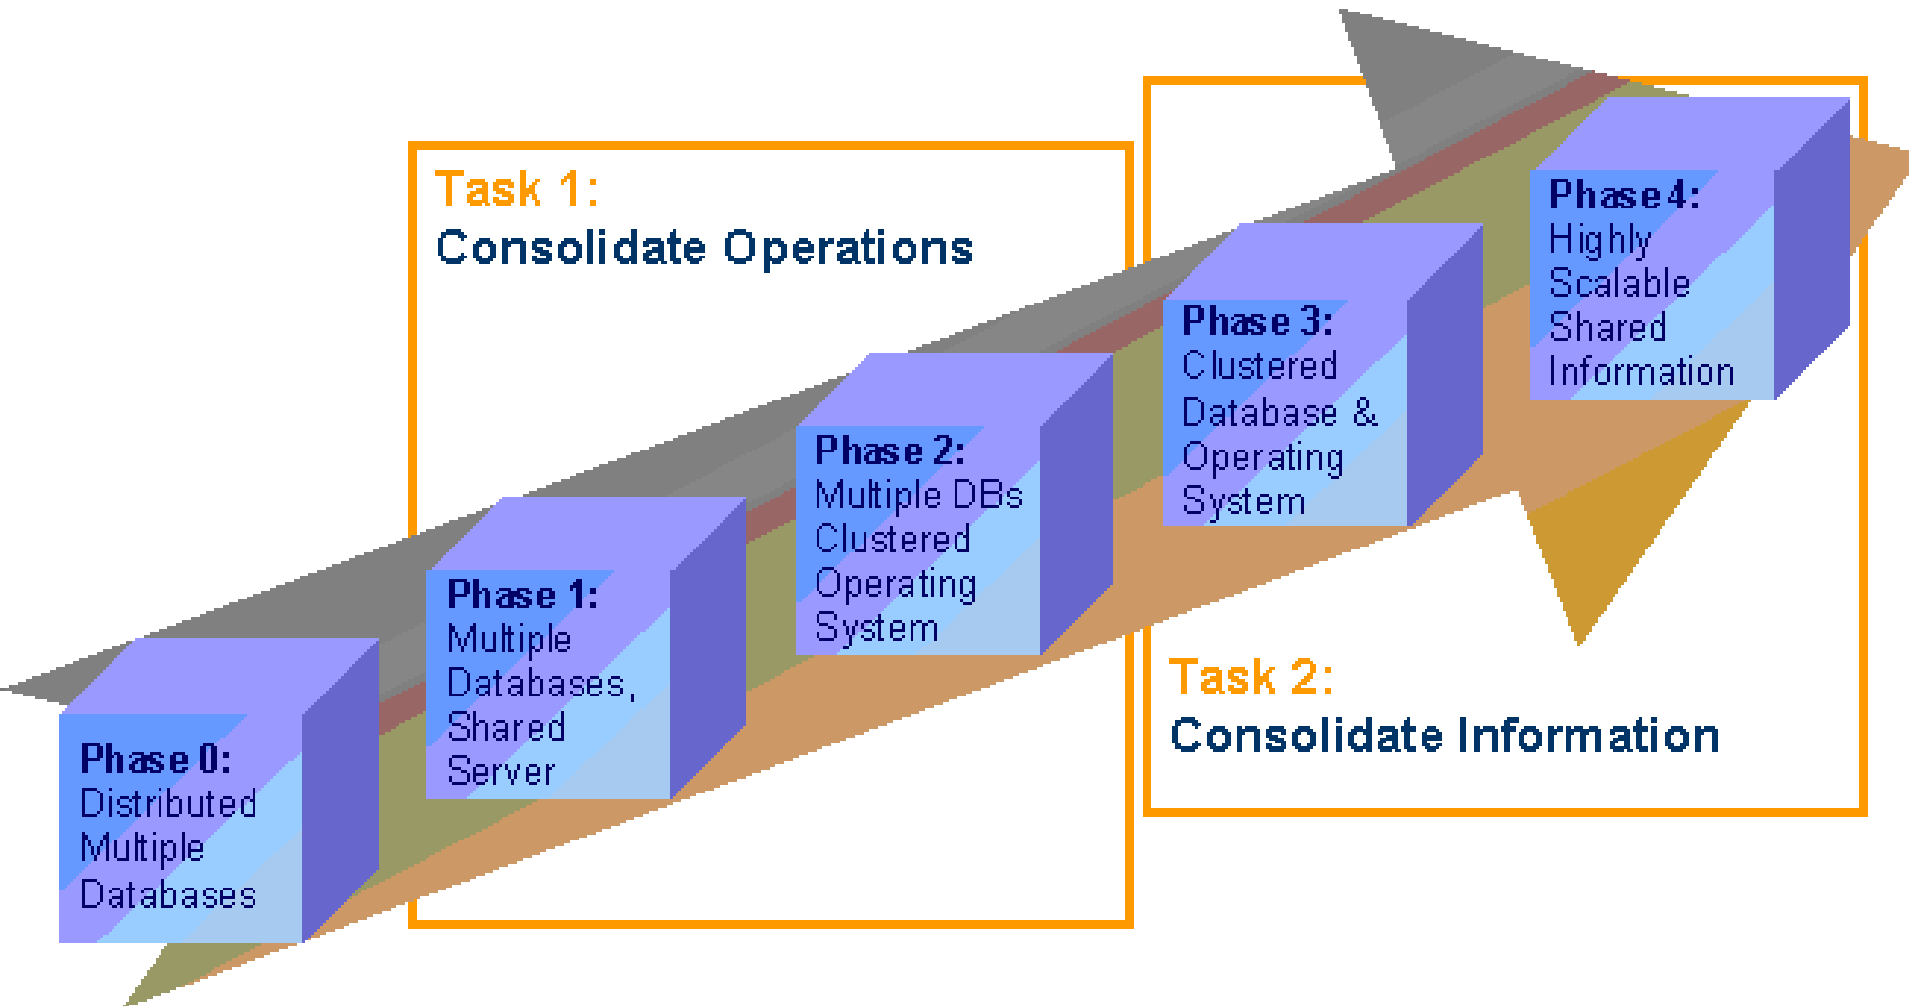 Task 1:
Consolidate Operations
Phase 0:
Distributed
Multiple
Databases
Phase 1:
Multiple
Databases,
Shared
Server
Phase 2:
Multiple DBs
Clustered
Operating
System
Phase 3:
Clustered
Database &
Operating
System
Phase 4:
Highly
Scalable
Shared
Information
Task 2:
Consolidate Information